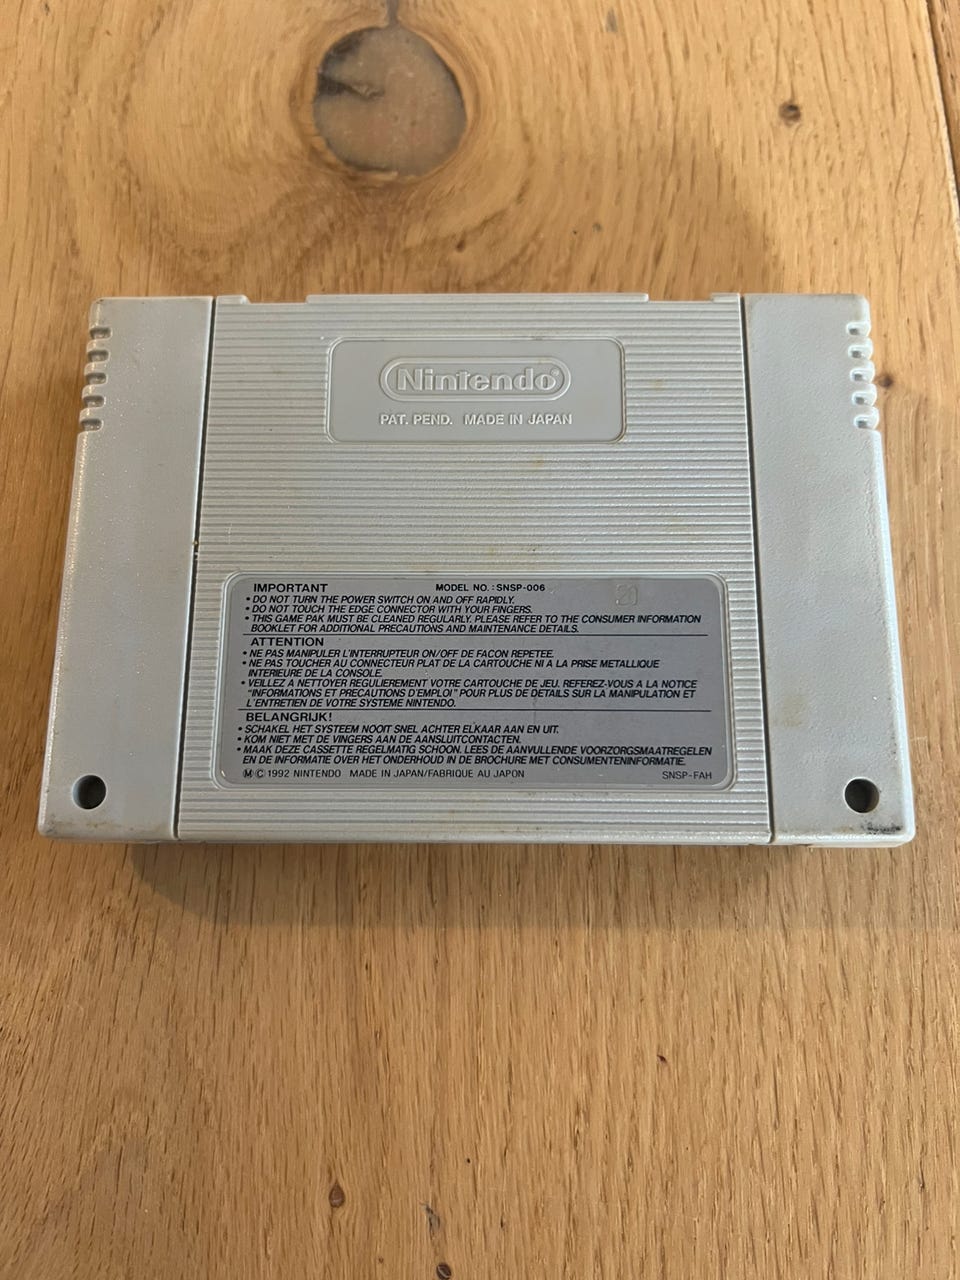 Nintendo®
PAT. PEND. MADE IN JAPAN
IMPORTANT MODEL NO. : SNSP-006
21
• DO NOT TURN THE POWER SWITCH ON AND OFF RAPIDLY.
• DO NOT TOUCH THE EDGE CONNECTOR WITH YOUR FINGERS.
• THIS GAME PAK MUST BE CLEANED REGULARLY. PLEASE REFER TO THE CONSUMER INFORMATION
BOOKLET FOR ADDITIONAL PRECAUTIONS AND MAINTENANCE DETAILS.
ATTENTION
• NE PAS MANIPULER L'INTERRUPTEUR ON/OFF DE FACON REPETEE.
• NE PAS TOUCHER AU CONNECTEUR PLAT DE LA CARTOUCHE NI A LA PRISE METALLIQUE
INTERIEURE DE LA CONSOLE.
• VEILLEZ A NETTOYER REGULIEREMENT VOTRE CARTOUCHE DE JEU. REFEREZ-VOUS A LA NOTICE
"INFORMATIONS ET PRECAUTIONS D'EMPLOI" POUR PLUS DE DETAILS SUR LA MANIPULATION ET
L'ENTRETIEN DE VOTRE SYSTEME NINTENDO.
BELANGRIJK!
• SCHAKEL HET SYSTEEM NOOIT SNEL ACHTER ELKAAR AAN EN UIT.
• KOM NIET MET DE VINGERS AAN DE AANSLUITCONTACTEN.
• MAAK DEZE CASSETTE REGELMATIG SCHOON. LEES DE AANVULLENDE VOORZORGSMAATREGELEN
EN DE INFORMATIE OVER HET ONDERHOUD IN DE BROCHURE MET CONSUMENTENINFORMATIE.
Ⓜ © 1992 NINTENDO MADE IN JAPAN/FABRIQUE AU JAPON SNSP-FAH